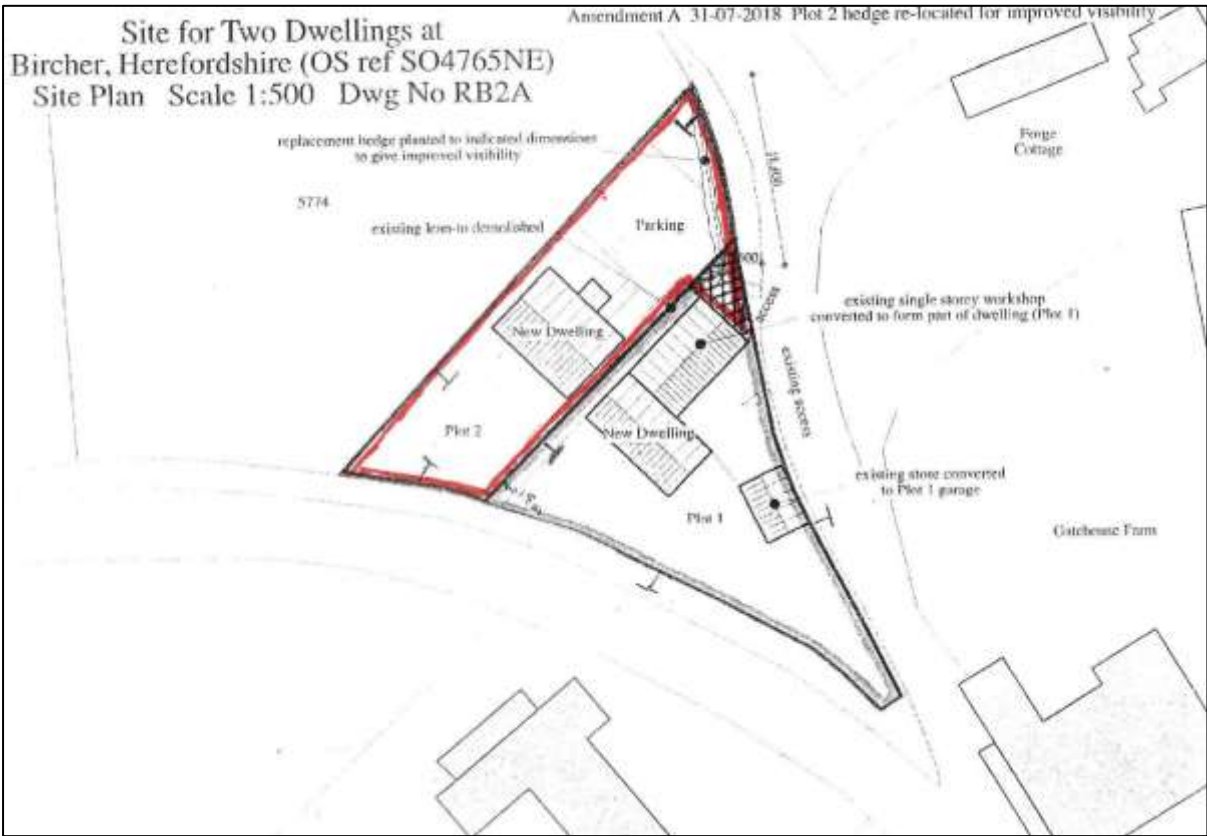 Amendment A 31-07-2018 Plot 2 hedge re-located for improved visibility
Site for Two Dwellings at
Bircher, Herefordshire (OS ref SO4765NE)
Site Plan Scale 1:500 Dwg No RB2A
replacement hedge planted to indicated dimensions
to give improved visibility
Forge
Cottage
5774
existing lean-to demolished
Parking
access
existing single storey workshop
converted to form part of dwelling (Plot 1)
New Dwelling
existing access
Plot 2
New Dwelling
existing store converted
to Plot 1 garage
Plot 1
Gatehouse Farm